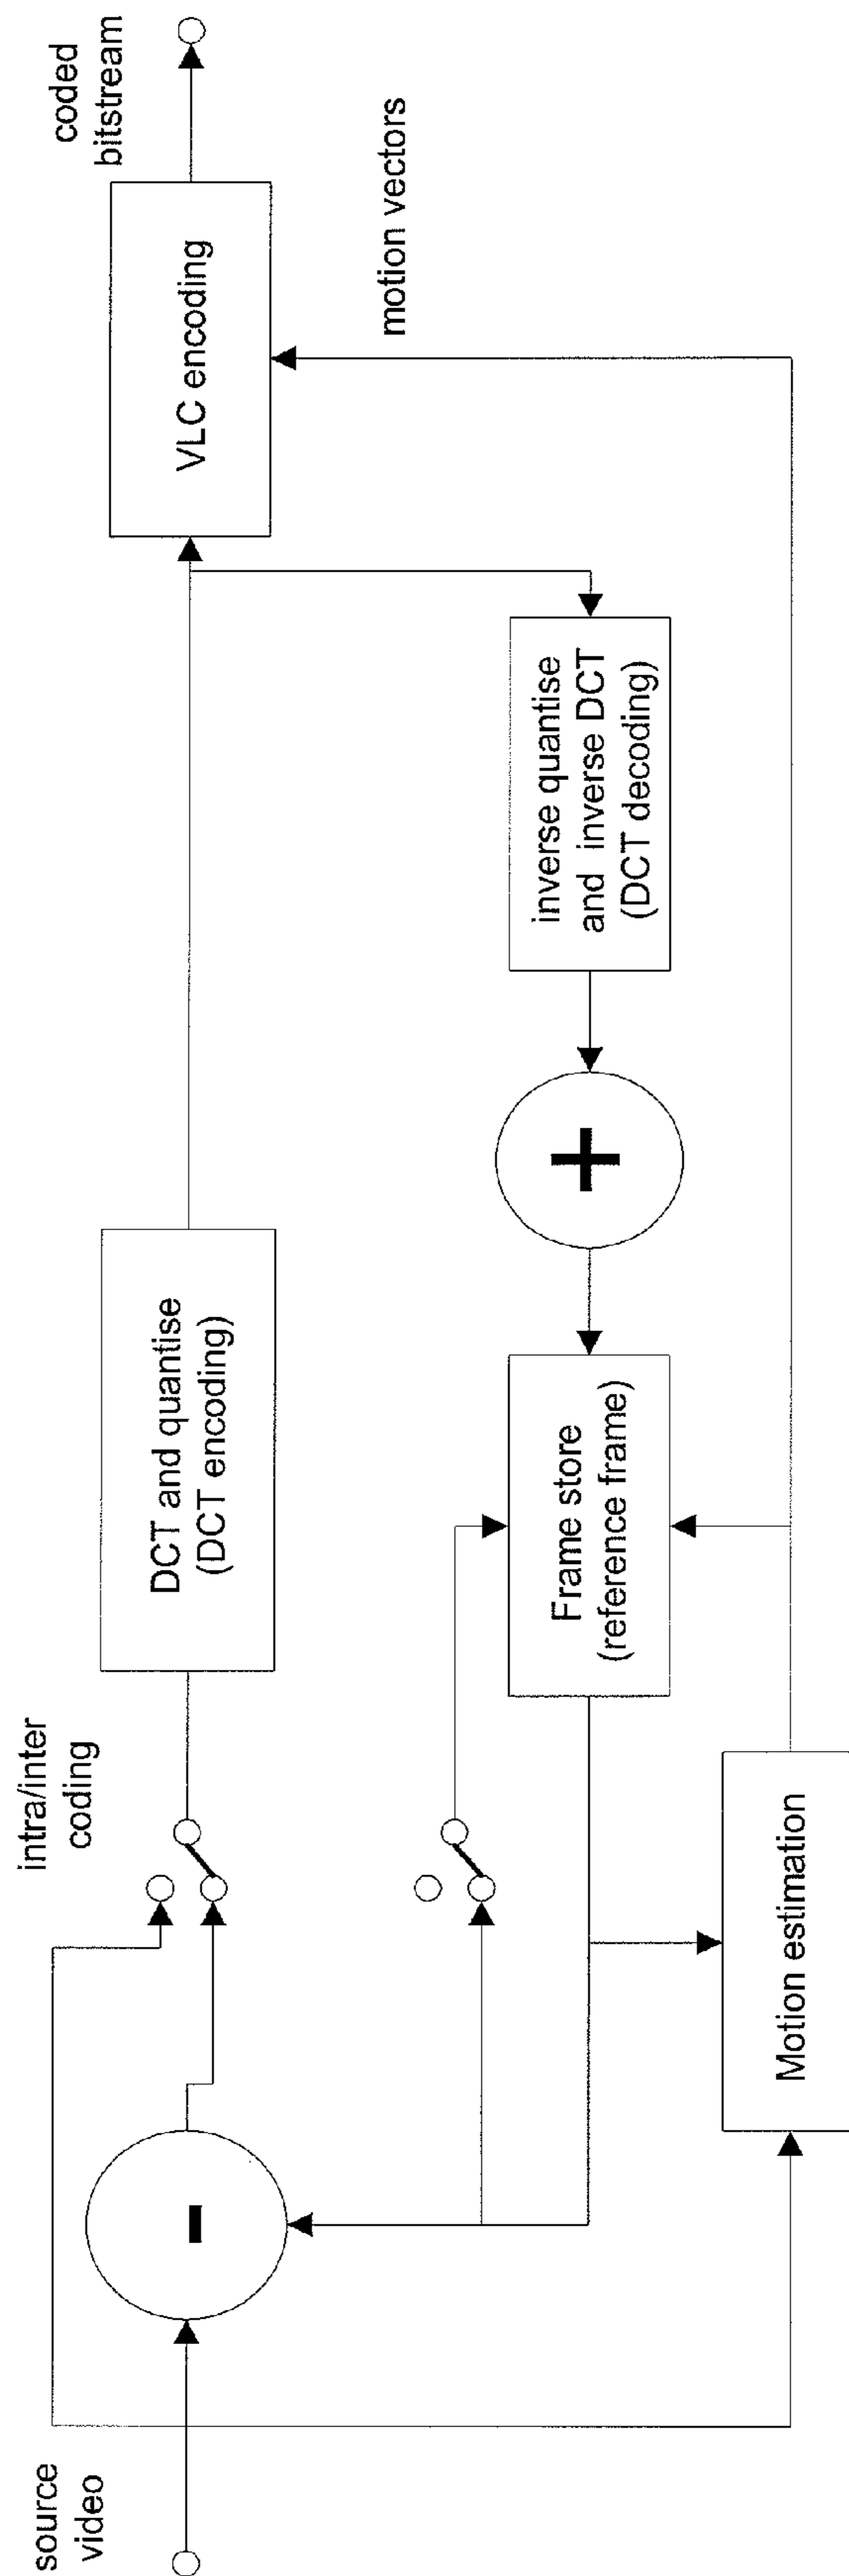 source
video
intra/inter
coding
DCT and quantise
(DCT encoding)
VLC encoding
coded
bitstream
motion vectors
-
+
inverse quantise
and inverse DCT
(DCT decoding)
Frame store
(reference frame)
Motion estimation